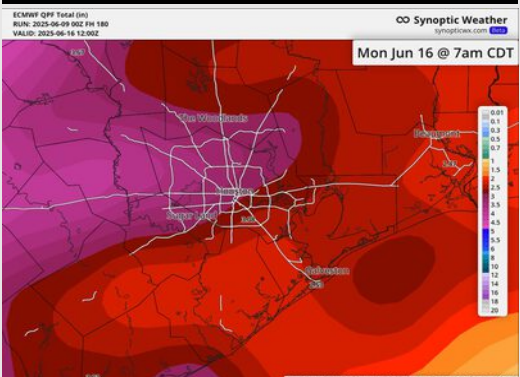 ECMWF QPF Total (in)
RUN: 2025-06-09 00Z FH 180
VALID: 2025-06-16 12:00Z
Synoptic Weather
synopticwx.com Beta
Mon Jun 16 @ 7am CDT
The Woodlands
Beaumont
Houston
Sugar Land
Galveston
0.01
0.1
0.3
0.5
0.7
1
1.5
2
2.5
3
3.5
4
4.5
5
5.5
6
8
10
12
14
16
18
20